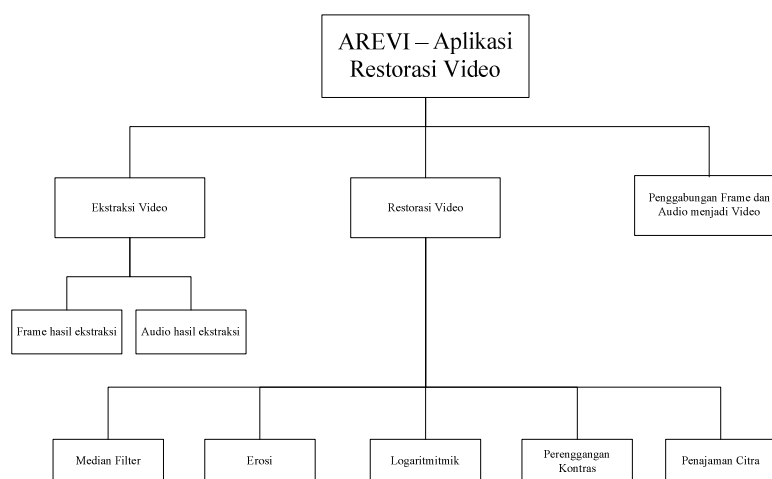 AREVI – Aplikasi
Restorasi Video
Ekstraksi Video
Restorasi Video
Penggabungan Frame dan
Audio menjadi Video
Frame hasil ekstraksi
Audio hasil ekstraksi
Median Filter
Erosi
Logaritmitmik
Perenggangan
Kontras
Penajaman Citra